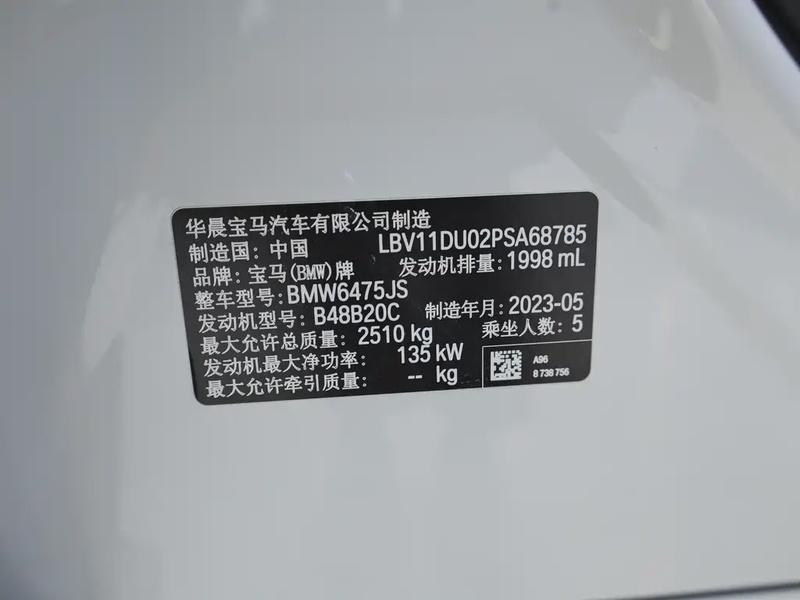 华晨宝马汽车有限公司制造
制造国: 中国 LBV11DU02PSA68785
品牌: 宝马(BMW)牌 发动机排量: 1998 mL
整车型号: BMW6475JS 制造年月: 2023-05
发动机型号: B48B20C 乘坐人数: 5
最大允许总质量: 2510 kg
发动机最大净功率: 135 kW
最大允许牵引质量: -- kg
A96
8 738 756